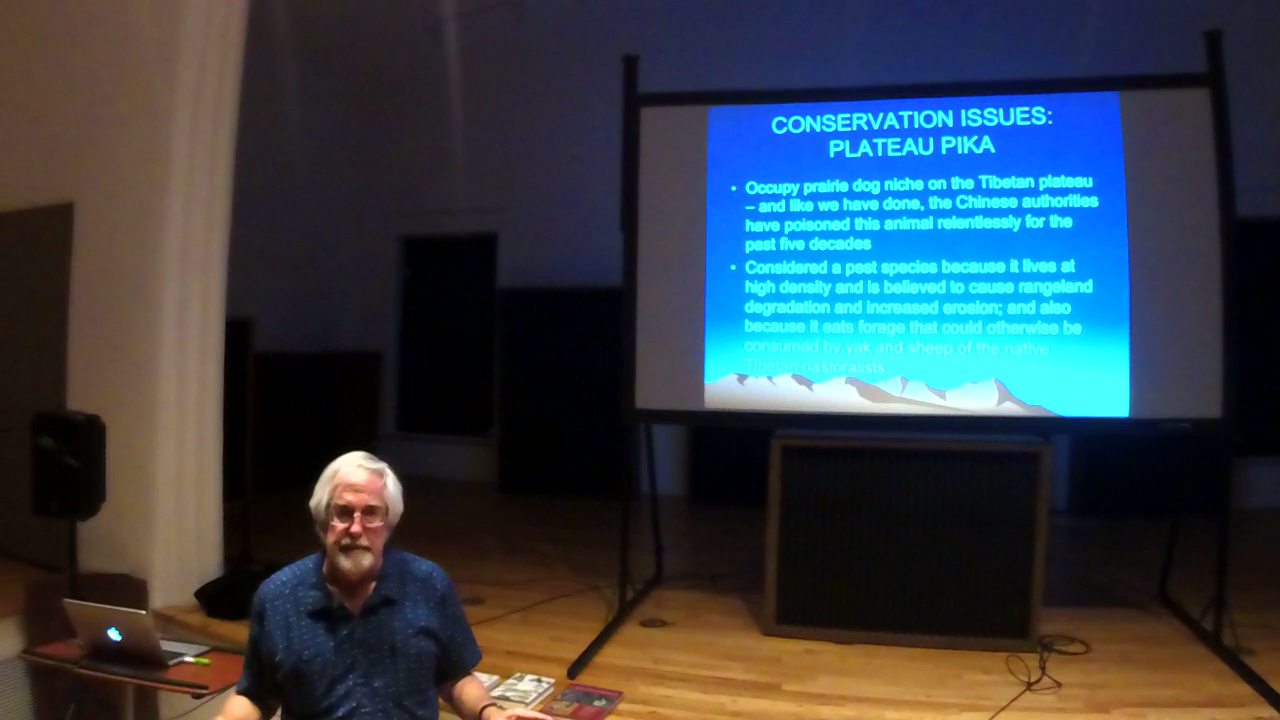 CONSERVATION ISSUES:
PLATEAU PIKA
• Occupy prairie dog niche on the Tibetan plateau
– and like we have done, the Chinese authorities
have poisoned this animal relentlessly for the
past five decades
• Considered a pest species because it lives at
high density and is believed to cause rangeland
degradation and increased erosion; and also
because it eats forage that could otherwise be
consumed by yak and sheep of the native
Tibetan pastoralists